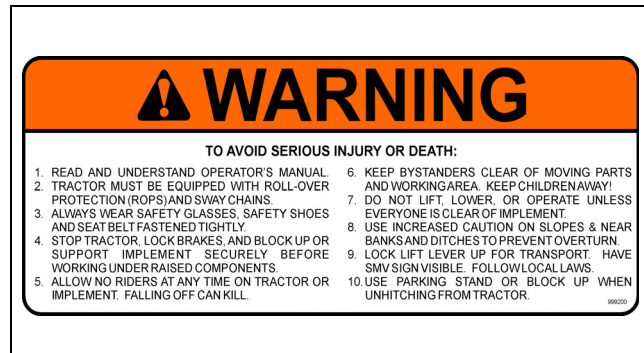 WARNING
TO AVOID SERIOUS INJURY OR DEATH:
1. READ AND UNDERSTAND OPERATOR'S MANUAL.
2. TRACTOR MUST BE EQUIPPED WITH ROLL-OVER
PROTECTION (ROPS) AND SWAY CHAINS.
3. ALWAYS WEAR SAFETY GLASSES, SAFETY SHOES
AND SEAT BELT FASTENED TIGHTLY.
4. STOP TRACTOR, LOCK BRAKES, AND BLOCK UP OR
SUPPORT IMPLEMENT SECURELY BEFORE
WORKING UNDER RAISED COMPONENTS.
5. ALLOW NO RIDERS AT ANY TIME ON TRACTOR OR
IMPLEMENT. FALLING OFF CAN KILL.
6. KEEP BYSTANDERS CLEAR OF MOVING PARTS
AND WORKING AREA. KEEP CHILDREN AWAY!
7. DO NOT LIFT, LOWER, OR OPERATE UNLESS
EVERYONE IS CLEAR OF IMPLEMENT.
8. USE INCREASED CAUTION ON SLOPES & NEAR
BANKS AND DITCHES TO PREVENT OVERTURN.
9. LOCK LIFT LEVER UP FOR TRANSPORT. HAVE
SMV SIGN VISIBLE. FOLLOW LOCAL LAWS.
10. USE PARKING STAND OR BLOCK UP WHEN
UNHITCHING FROM TRACTOR.
999200